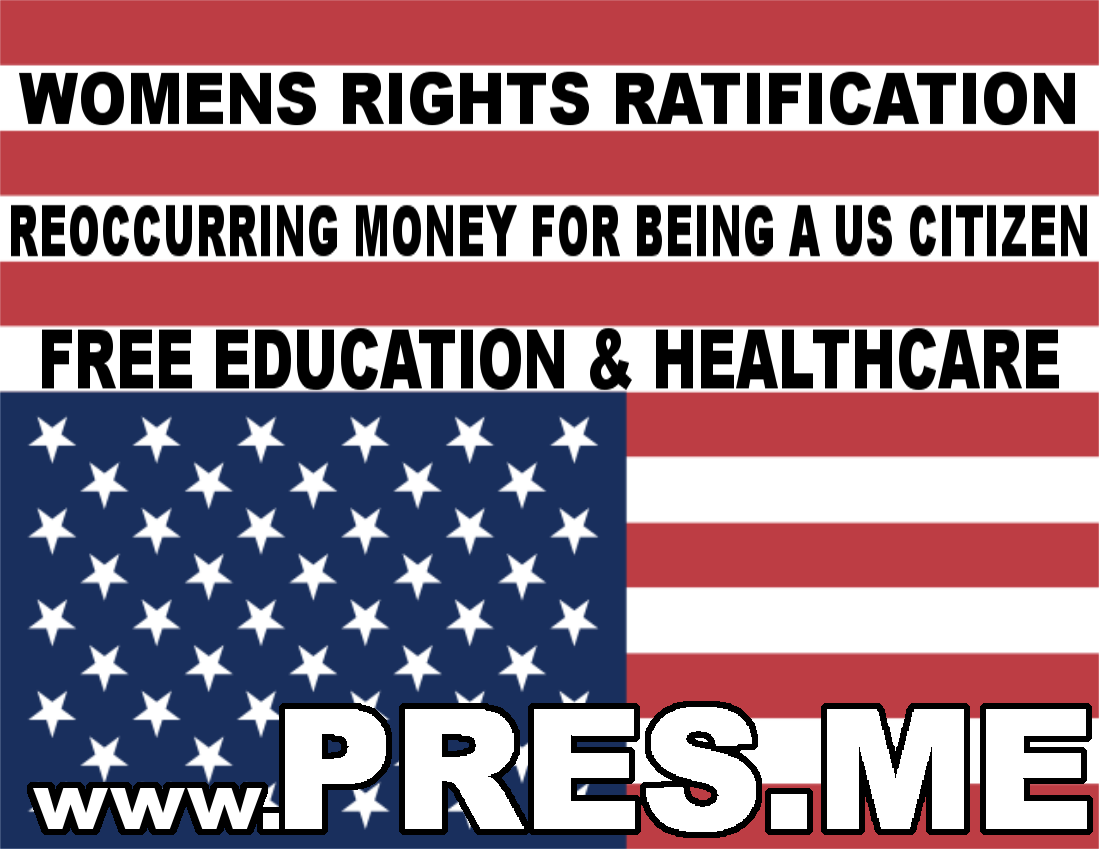 WOMENS RIGHTS RATIFICATION
REOCCURRING MONEY FOR BEING A US CITIZEN
FREE EDUCATION & HEALTHCARE
www.PRES.ME